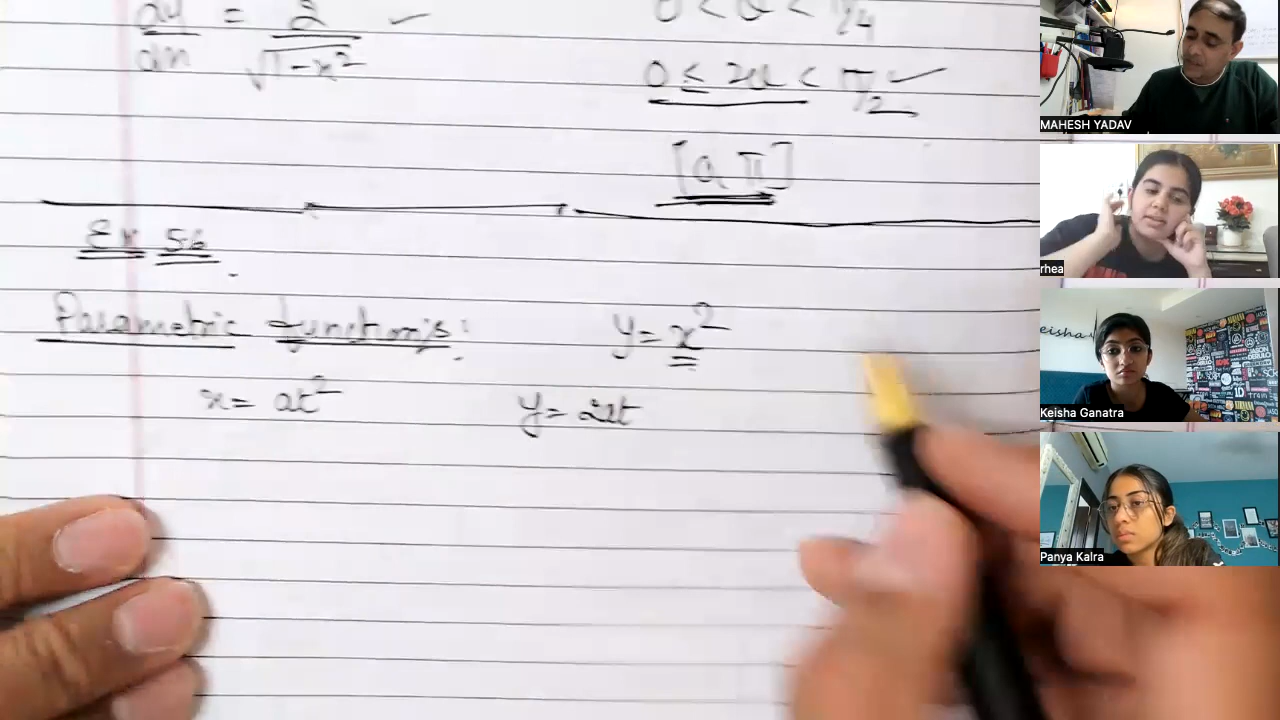 dy/dx = 2/√1-x²
0 ≤ 2θ < π/2
Ex 5.6
Parametric functions:
y = x²
x = at²
y = 2at
MAHESH YADAV
rhea
Keisha Ganatra
Panya Kalra